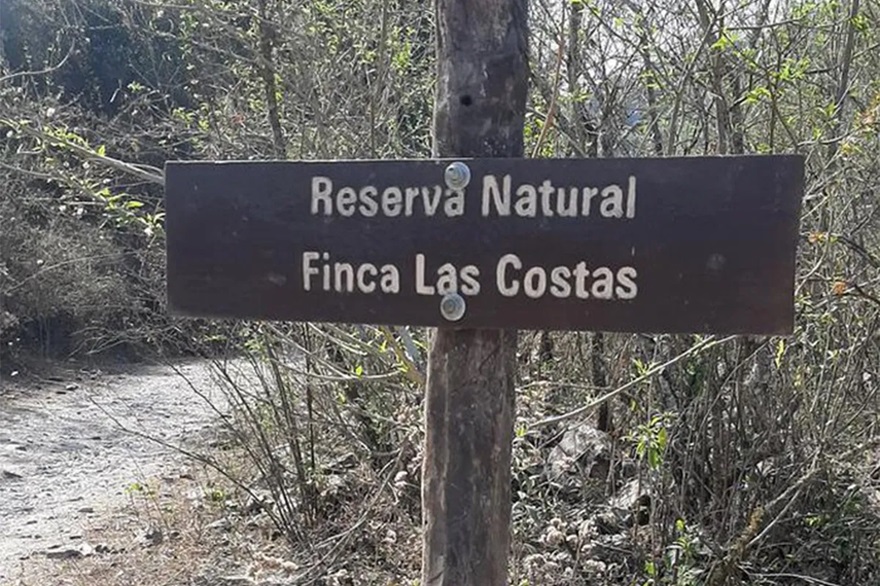 Reserva Natural
Finca Las Costas